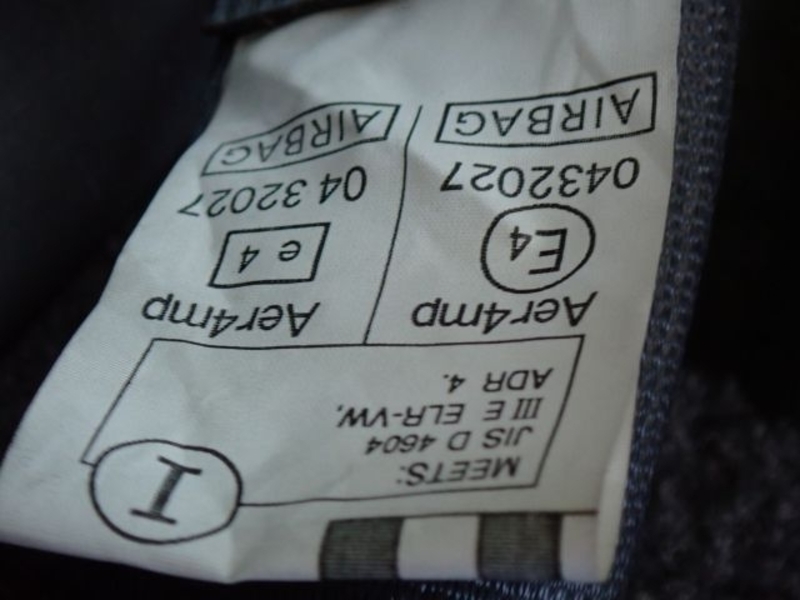 I
MEETS:
JIS D 4604
III E ELR-VW,
ADR 4.
Aer4mp
E4
0432027
AIRBAG
Aer4mp
e 4
04 32027
AIRBAG